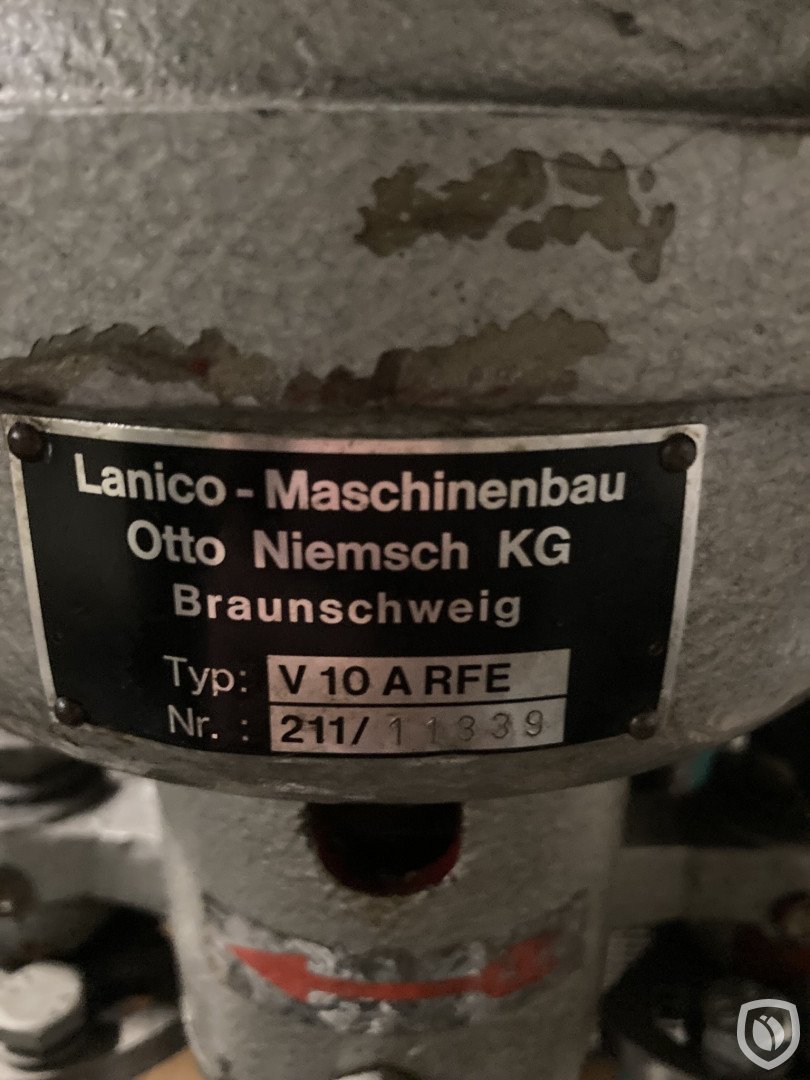 Lanico - Maschinenbau
Otto Niemsch KG
Braunschweig
Typ: V 10 A RFE
Nr. : 211/ 11339